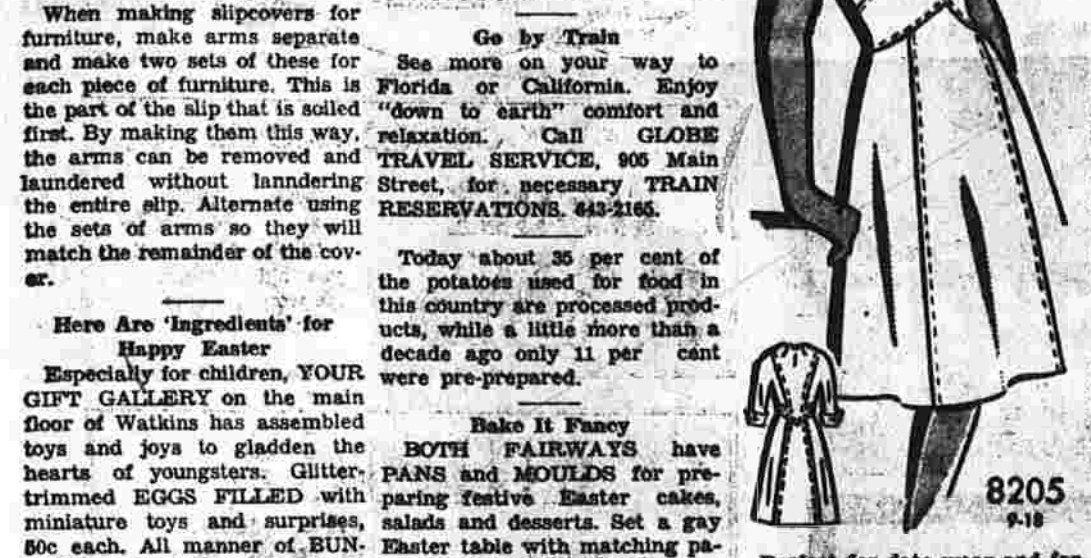 When making slipcovers for
furniture, make arms separate
and make two sets of these for
each piece of furniture. This is
the part of the slip that is soiled
first. By making them this way,
the arms can be removed and
laundered without lanndering
the entire slip. Alternate using
the sets of arms so they will
match the remainder of the cov-
er.
Here Are 'Ingredients' for
Happy Easter
Especially for children, YOUR
GIFT GALLERY on the main
floor of Watkins has assembled
toys and joys to gladden the
hearts of youngsters. Glitter-
trimmed EGGS FILLED with
miniature toys and surprises,
50c each. All manner of BUN-
Go by Train
See more on your way to
Florida or California. Enjoy
"down to earth" comfort and
relaxation. Call GLOBE
TRAVEL SERVICE, 905 Main
Street, for necessary TRAIN
RESERVATIONS. 643-2165.
Today about 35 per cent of
the potatoes used for food in
this country are processed prod-
ucts, while a little more than a
decade ago only 11 per cent
were pre-prepared.
Bake It Fancy
BOTH FAIRWAYS have
PANS and MOULDS for pre-
paring festive Easter cakes,
salads and desserts. Set a gay
Easter table with matching pa-
8205
9-18